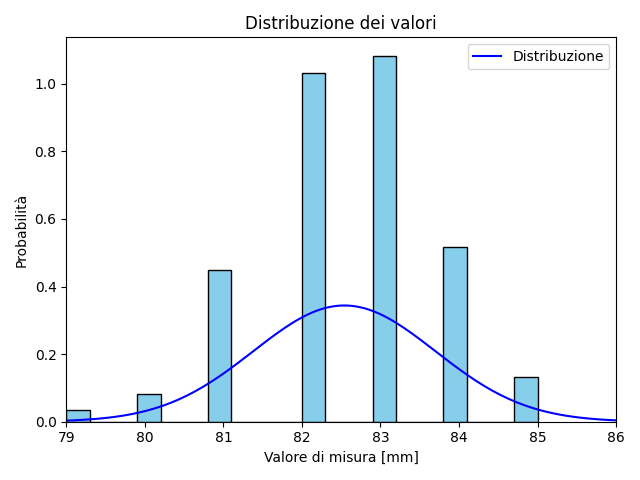 Distribuzione dei valori
Distribuzione
Probabilità
1.0
0.8
0.6
0.4
0.2
0.0
79 80 81 82 83 84 85 86
Valore di misura [mm]